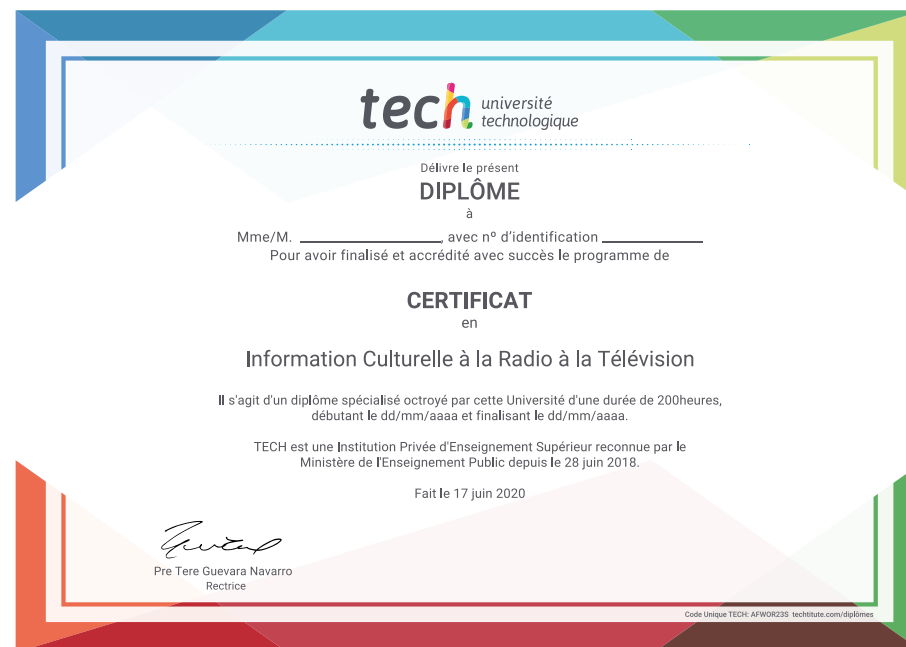 tech université
technologique
Délivre le présent
DIPLÔME
à
Mme/M. ____________________, avec nº d'identification ______________
Pour avoir finalisé et accrédité avec succès le programme de
CERTIFICAT
en
Information Culturelle à la Radio à la Télévision
Il s'agit d'un diplôme spécialisé octroyé par cette Université d'une durée de 200heures,
débutant le dd/mm/aaaa et finalisant le dd/mm/aaaa.
TECH est une Institution Privée d'Enseignement Supérieur reconnue par le
Ministère de l'Enseignement Public depuis le 28 juin 2018.
Fait le 17 juin 2020
Pre Tere Guevara Navarro
Rectrice
Code Unique TECH: AFWOR23S techtitute.com/diplômes